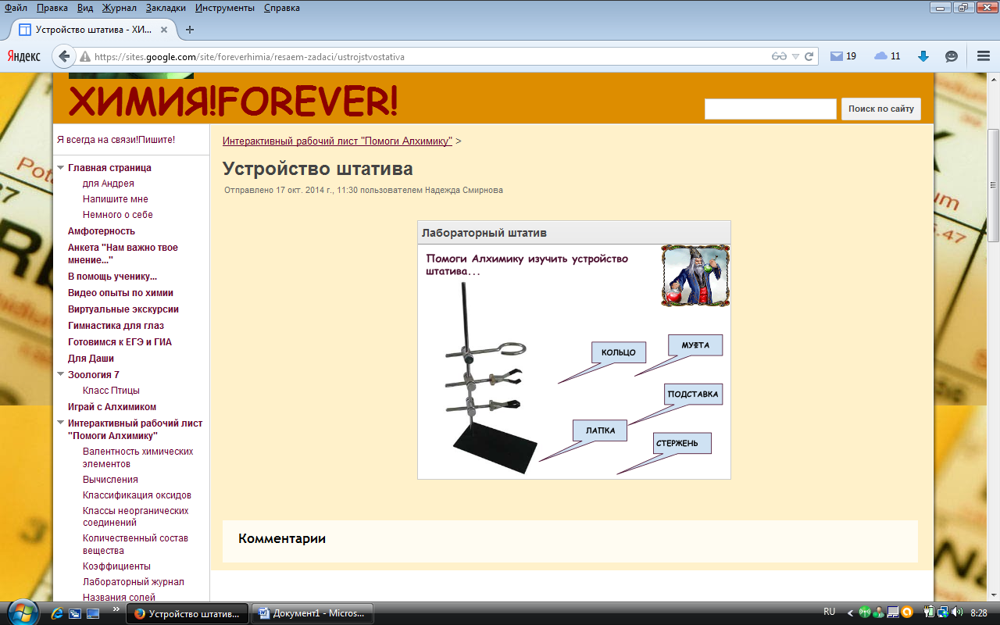 Файл Правка Вид Журнал Закладки Инструменты Справка
Устройство штатива - ХИ...
Яндекс
https://sites.google.com/site/foreverhimia/resaem-zadaci/ustrojstvostativa
19
11
ХИМИЯ!FOREVER!
Поиск по сайту
Я всегда на связи!Пишите!
Главная страница
для Андрея
Напишите мне
Немного о себе
Амфотерность
Анкета "Нам важно твое
мнение..."
В помощь ученику...
Видео опыты по химии
Виртуальные экскурсии
Гимнастика для глаз
Готовимся к ЕГЭ и ГИА
Для Даши
Зоология 7
Класс Птицы
Играй с Алхимиком
Интерактивный рабочий лист
"Помоги Алхимику"
Валентность химических
элементов
Вычисления
Классификация оксидов
Классы неорганических
соединений
Количественный состав
вещества
Коэффициенты
Лабораторный журнал
Названия солей
Интерактивный рабочий лист "Помоги Алхимику" >
Устройство штатива
Отправлено 17 окт. 2014 г., 11:30 пользователем Надежда Смирнова
Лабораторный штатив
Помоги Алхимику изучить устройство
штатива...
КОЛЬЦО
МУФТА
ПОДСТАВКА
ЛАПКА
СТЕРЖЕНЬ
Комментарии
Устройство штатив...
Документ1 - Micros...
RU
8:28